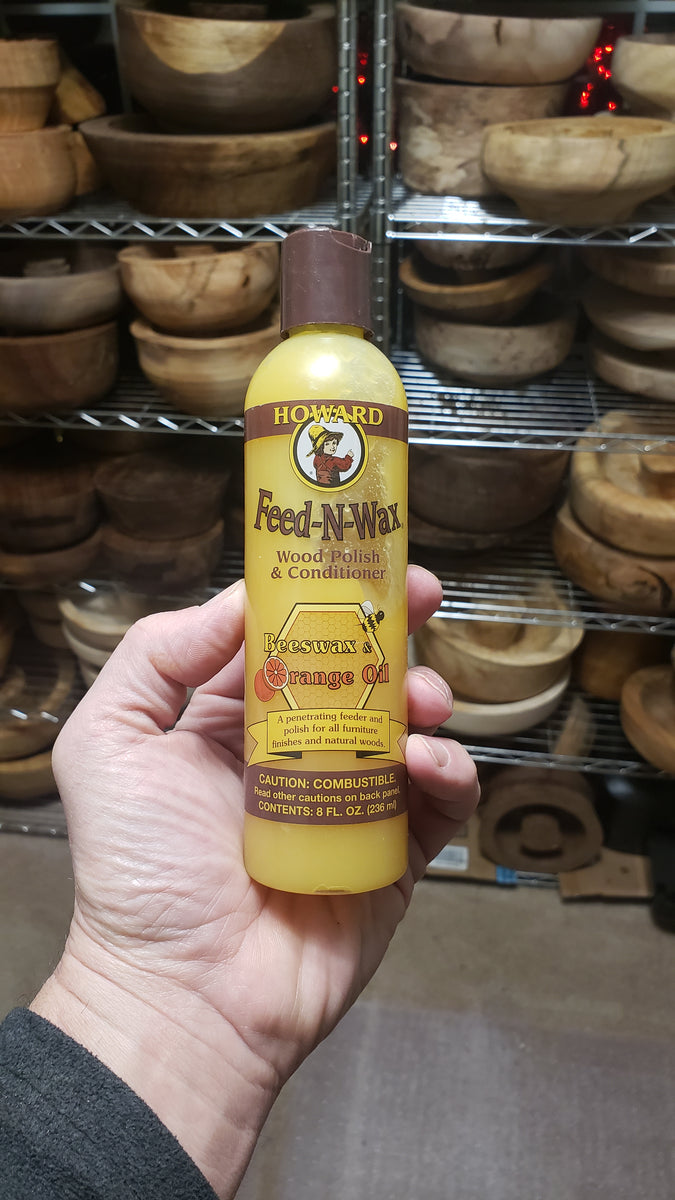 HOWARD
Feed-N-Wax
Wood Polish
& Conditioner
Beeswax &
Orange Oil
A penetrating feeder and
polish for all furniture
finishes and natural woods.
CAUTION: COMBUSTIBLE.
Read other cautions on back panel.
CONTENTS: 8 FL. OZ. (236 ml)